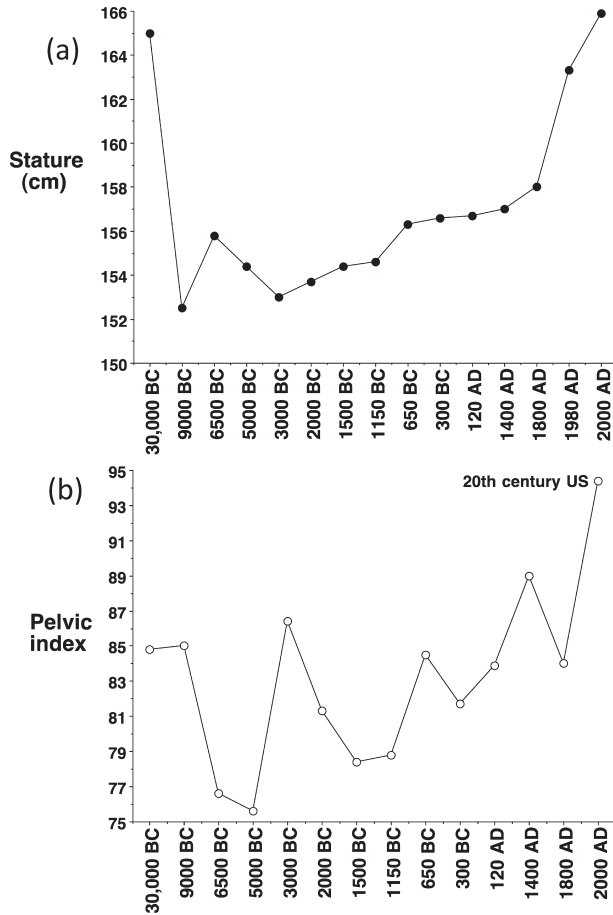 (a)
Stature
(cm)
166
164
162
160
158
156
154
152
150
30,000 BC
9000 BC
6500 BC
5000 BC
3000 BC
2000 BC
1500 BC
1150 BC
650 BC
300 BC
120 AD
1400 AD
1800 AD
1980 AD
2000 AD
(b)
20th century US
Pelvic
index
95
93
91
89
87
85
83
81
79
77
75
30,000 BC
9000 BC
6500 BC
5000 BC
3000 BC
2000 BC
1500 BC
1150 BC
650 BC
300 BC
120 AD
1400 AD
1800 AD
2000 AD